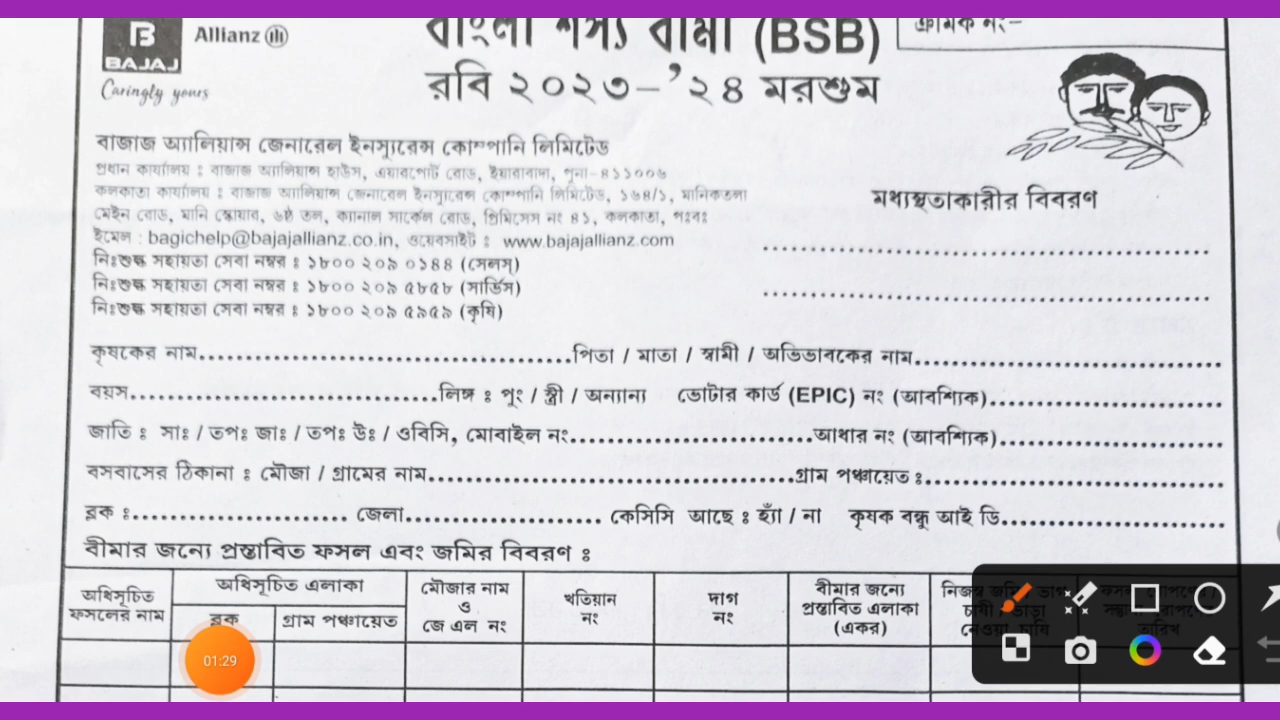 B
BAJAJ
Allianz
Caringly yours
বাংলা শস্য বীমা (BSB)
রবি ২০২৩–'২৪ মরশুম
ক্রমিক নং–
বাজাজ অ্যালিয়ান্স জেনারেল ইনস্যুরেন্স কোম্পানি লিমিটেড
প্রধান কার্যালয় : বাজাজ অ্যালিয়ান্স হাউস, এয়ারপোর্ট রোড, ইয়ারাবাদা, পুনা-৪১১০০৬
কলকাতা কার্যালয় : বাজাজ অ্যালিয়ান্স জেনারেল ইনস্যুরেন্স কোম্পানি লিমিটেড, ১৬৪/১, মানিকতলা
মেইন রোড, মানি স্কোয়ার, ৬ষ্ঠ তল, ক্যানাল সার্কেল রোড, প্রিমিসেস নং ৪১, কলকাতা, পঃবঃ
ইমেল : bagichelp@bajajallianz.co.in, ওয়েবসাইট : www.bajajallianz.com
নিঃশুল্ক সহায়তা সেবা নম্বর : ১৮০০ ২০৯ ০১৪৪ (সেলস্)
নিঃশুল্ক সহায়তা সেবা নম্বর : ১৮০০ ২০৯ ৫৮৫৮ (সার্ভিস)
নিঃশুল্ক সহায়তা সেবা নম্বর : ১৮০০ ২০৯ ৫৯৫৯ (কৃষি)
মধ্যস্থতাকারীর বিবরণ
কৃষকের নাম....................পিতা / মাতা / স্বামী / অভিভাবকের নাম....................
বয়স....................লিঙ্গ : পুং / স্ত্রী / অন্যান্য ভোটার কার্ড (EPIC) নং (আবশ্যিক)....................
জাতি : সাঃ / তপঃ জাঃ / তপঃ উঃ / ওবিসি, মোবাইল নং....................আধার নং (আবশ্যিক)....................
বসবাসের ঠিকানা : মৌজা / গ্রামের নাম....................গ্রাম পঞ্চায়েত :....................
ব্লক :.................... জেলা.................... কেসিসি আছে : হ্যাঁ / না কৃষক বন্ধু আই ডি....................
বীমার জন্যে প্রস্তাবিত ফসল এবং জমির বিবরণ :
অধিসূচিত ফসলের নাম
অধিসূচিত এলাকা
ব্লক
গ্রাম পঞ্চায়েত
মৌজার নাম
ও
জে এল নং
খতিয়ান
নং
দাগ
নং
বীমার জন্যে
প্রস্তাবিত এলাকা
(একর)
01:29